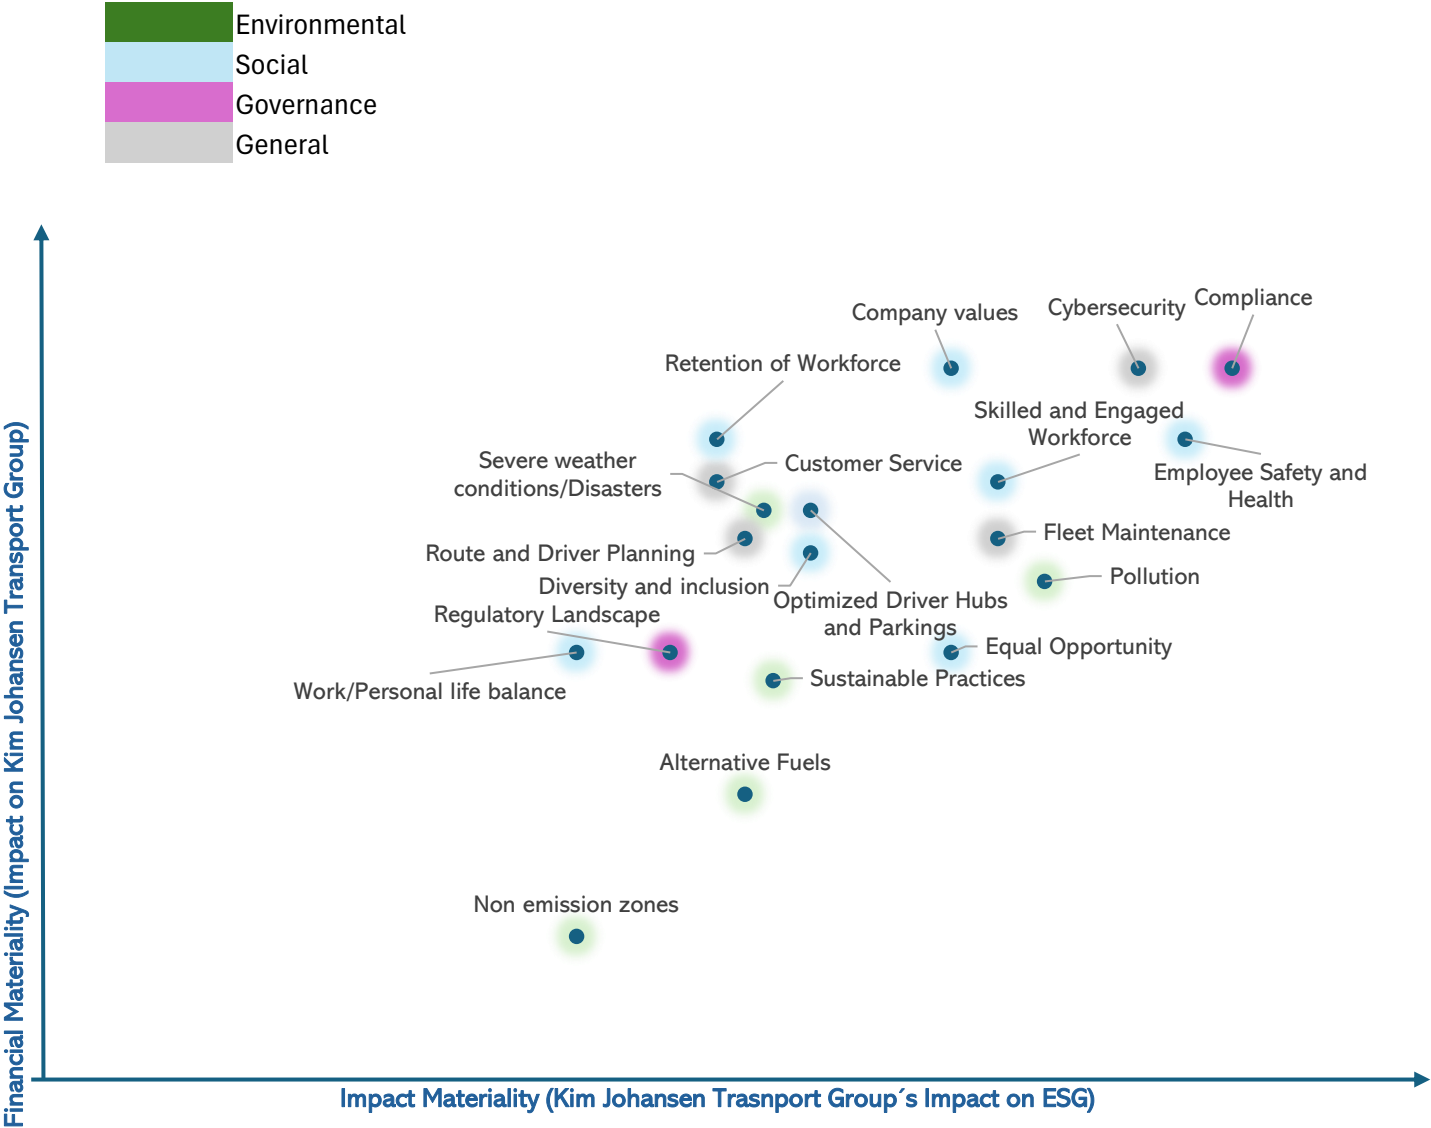 Environmental
Social
Governance
General
Company values
Cybersecurity
Compliance
Retention of Workforce
Skilled and Engaged
Workforce
Severe weather
conditions/Disasters
Customer Service
Employee Safety and
Health
Route and Driver Planning
Fleet Maintenance
Diversity and inclusion
Pollution
Optimized Driver Hubs
and Parkings
Regulatory Landscape
Equal Opportunity
Work/Personal life balance
Sustainable Practices
Alternative Fuels
Non emission zones
Financial Materiality (Impact on Kim Johansen Transport Group)
Impact Materiality (Kim Johansen Trasnport Group´s Impact on ESG)